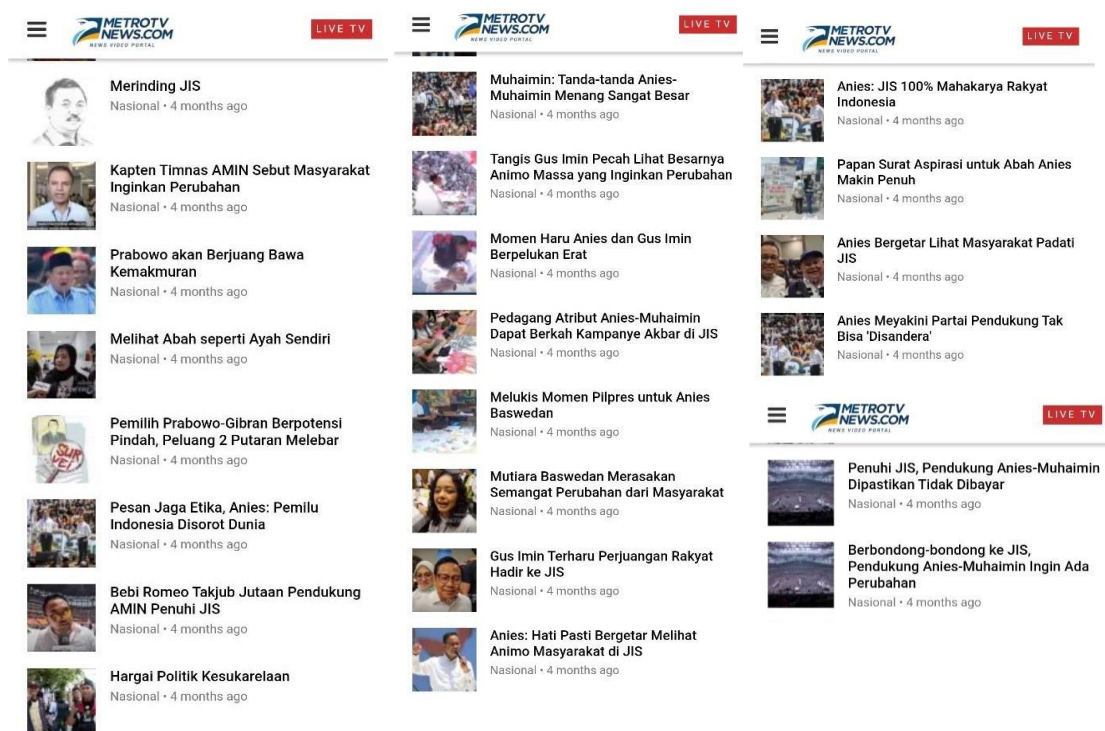 METROTV
NEWS.COM
NEWS VIDEO PORTAL
LIVE TV
Merinding JIS
Nasional • 4 months ago
Kapten Timnas AMIN Sebut Masyarakat
Inginkan Perubahan
Nasional • 4 months ago
Prabowo akan Berjuang Bawa
Kemakmuran
Nasional • 4 months ago
Melihat Abah seperti Ayah Sendiri
Nasional • 4 months ago
Pemilih Prabowo-Gibran Berpotensi
Pindah, Peluang 2 Putaran Melebar
Nasional • 4 months ago
SUR
VEI
Pesan Jaga Etika, Anies: Pemilu
Indonesia Disorot Dunia
Nasional • 4 months ago
Bebi Romeo Takjub Jutaan Pendukung
AMIN Penuhi JIS
Nasional • 4 months ago
Hargai Politik Kesukarelaan
Nasional • 4 months ago
METROTV
NEWS.COM
NEWS VIDEO PORTAL
LIVE TV
Muhaimin: Tanda-tanda Anies-
Muhaimin Menang Sangat Besar
Nasional • 4 months ago
Tangis Gus Imin Pecah Lihat Besarnya
Animo Massa yang Inginkan Perubahan
Nasional • 4 months ago
Momen Haru Anies dan Gus Imin
Berpelukan Erat
Nasional • 4 months ago
Pedagang Atribut Anies-Muhaimin
Dapat Berkah Kampanye Akbar di JIS
Nasional • 4 months ago
Melukis Momen Pilpres untuk Anies
Baswedan
Nasional • 4 months ago
Mutiara Baswedan Merasakan
Semangat Perubahan dari Masyarakat
Nasional • 4 months ago
Gus Imin Terharu Perjuangan Rakyat
Hadir ke JIS
Nasional • 4 months ago
Anies: Hati Pasti Bergetar Melihat
Animo Masyarakat di JIS
Nasional • 4 months ago
METROTV
NEWS.COM
NEWS VIDEO PORTAL
LIVE TV
Anies: JIS 100% Mahakarya Rakyat
Indonesia
Nasional • 4 months ago
Papan Surat Aspirasi untuk Abah Anies
Makin Penuh
Nasional • 4 months ago
Anies Bergetar Lihat Masyarakat Padati
JIS
Nasional • 4 months ago
Anies Meyakini Partai Pendukung Tak
Bisa 'Disandera'
Nasional • 4 months ago
METROTV
NEWS.COM
NEWS VIDEO PORTAL
LIVE TV
Penuhi JIS, Pendukung Anies-Muhaimin
Dipastikan Tidak Dibayar
Nasional • 4 months ago
Berbondong-bondong ke JIS,
Pendukung Anies-Muhaimin Ingin Ada
Perubahan
Nasional • 4 months ago